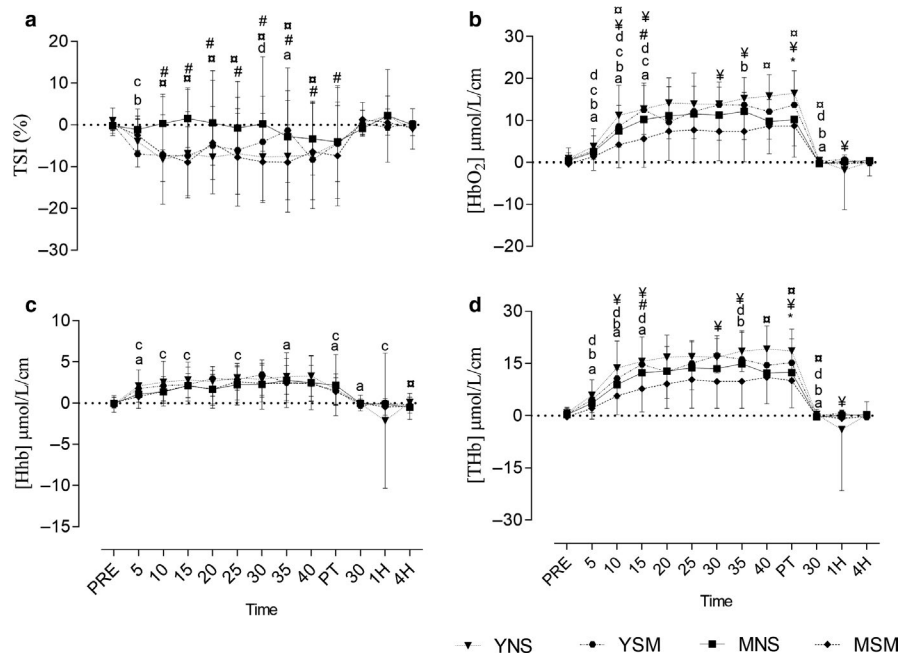 a
TSI (%)
20
10
0
−10
−20
−30
c
b
#
¤
#
¤
#
¤
¤
#
#
¤
d
¤
#
a
¤
#
#
b
[HbO2] μmol/L/cm
30
20
10
0
−10
−20
d
c
b
a
¤
¥
d
c
b
a
¥
#
d
c
a
¥
¥
b
¤
¤
¥
*
¤
d
b
a
¥
c
[Hhb] μmol/L/cm
10
5
0
−5
−10
−15
c
a
c
c
c
a
c
a
c
¤
PRE 5 10 15 20 25 30 35 40 PT 30 1H 4H
Time
d
[THb] μmol/L/cm
30
15
0
−15
−30
d
b
a
¥
d
b
a
¥
#
d
a
¥
¥
d
b
¤
¤
¥
*
¤
d
b
a
¥
PRE 5 10 15 20 25 30 35 40 PT 30 1H 4H
Time
YNS YSM MNS MSM